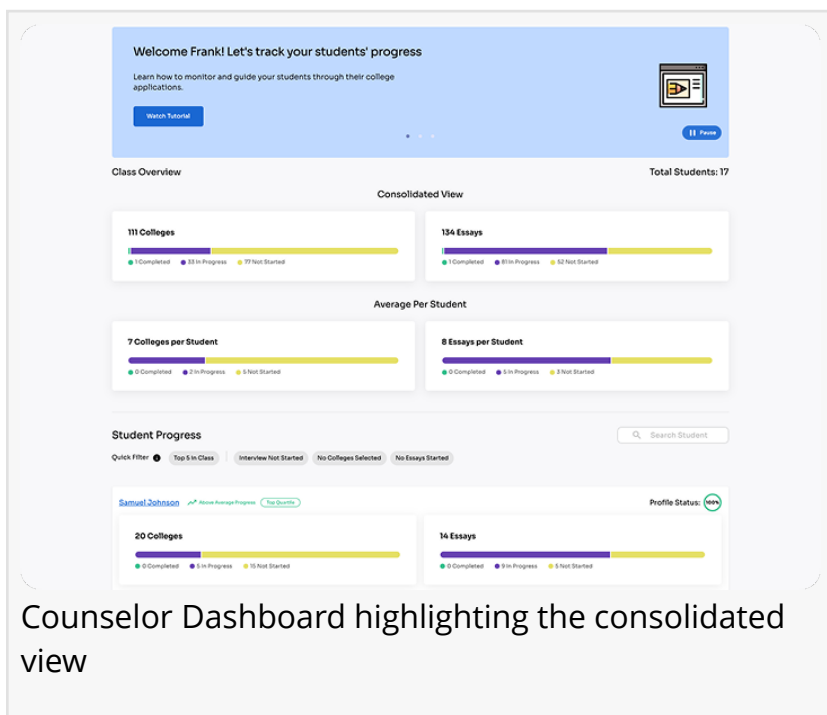 Welcome Frank! Let's track your students' progress
Learn how to monitor and guide your students through their college
applications.
Watch Tutorial
Pause
Class Overview
Total Students: 17
Consolidated View
111 Colleges
134 Essays
1 Completed 33 In Progress 77 Not Started
1 Completed 81 In Progress 52 Not Started
Average Per Student
7 Colleges per Student
8 Essays per Student
0 Completed 2 In Progress 5 Not Started
0 Completed 5 In Progress 3 Not Started
Student Progress
Search Student
Quick Filter Top 5 In Class Interview Not Started No Colleges Selected No Essays Started
Samuel Johnson Above Average Progress Top Quartile
Profile Status: 100%
20 Colleges
14 Essays
0 Completed 5 In Progress 15 Not Started
0 Completed 9 In Progress 5 Not Started
Counselor Dashboard highlighting the consolidated
view